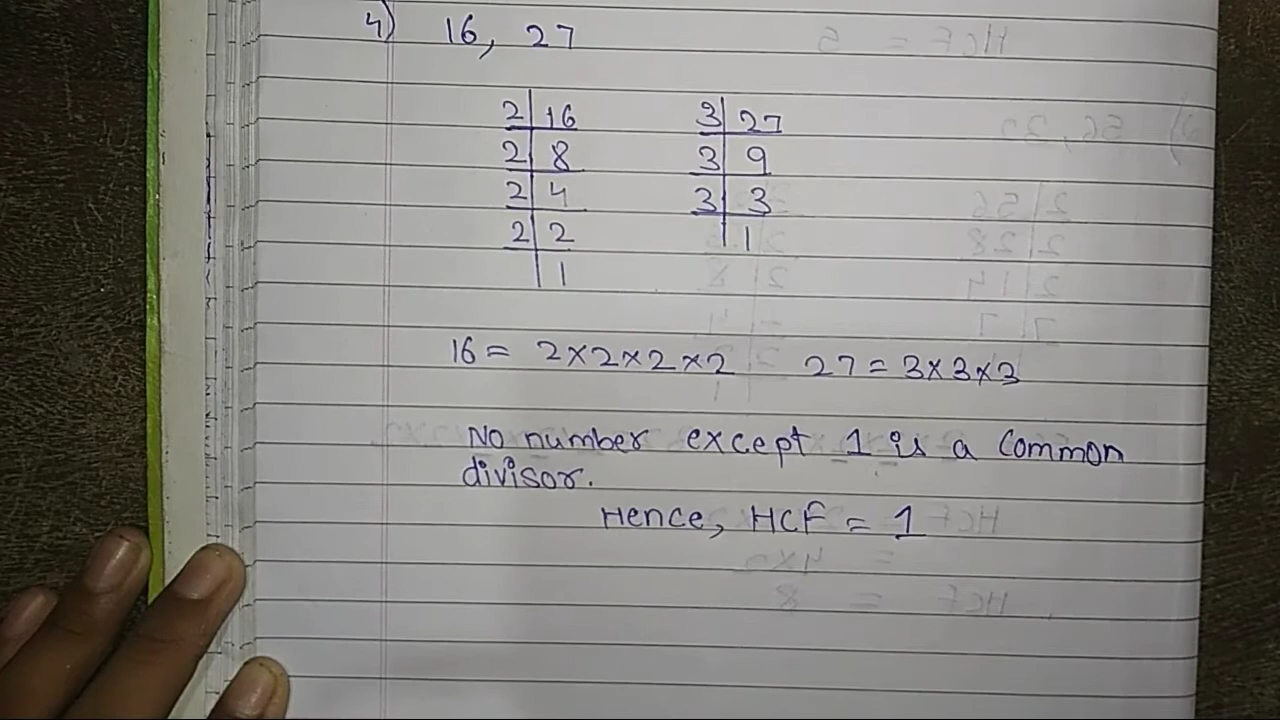 4) 16, 27
2 16 3 27
2 8 3 9
2 4 3 3
2 2 1
1
16 = 2×2×2×2 27 = 3×3×3
No number except 1 is a common
divisor.
Hence, HCF = 1